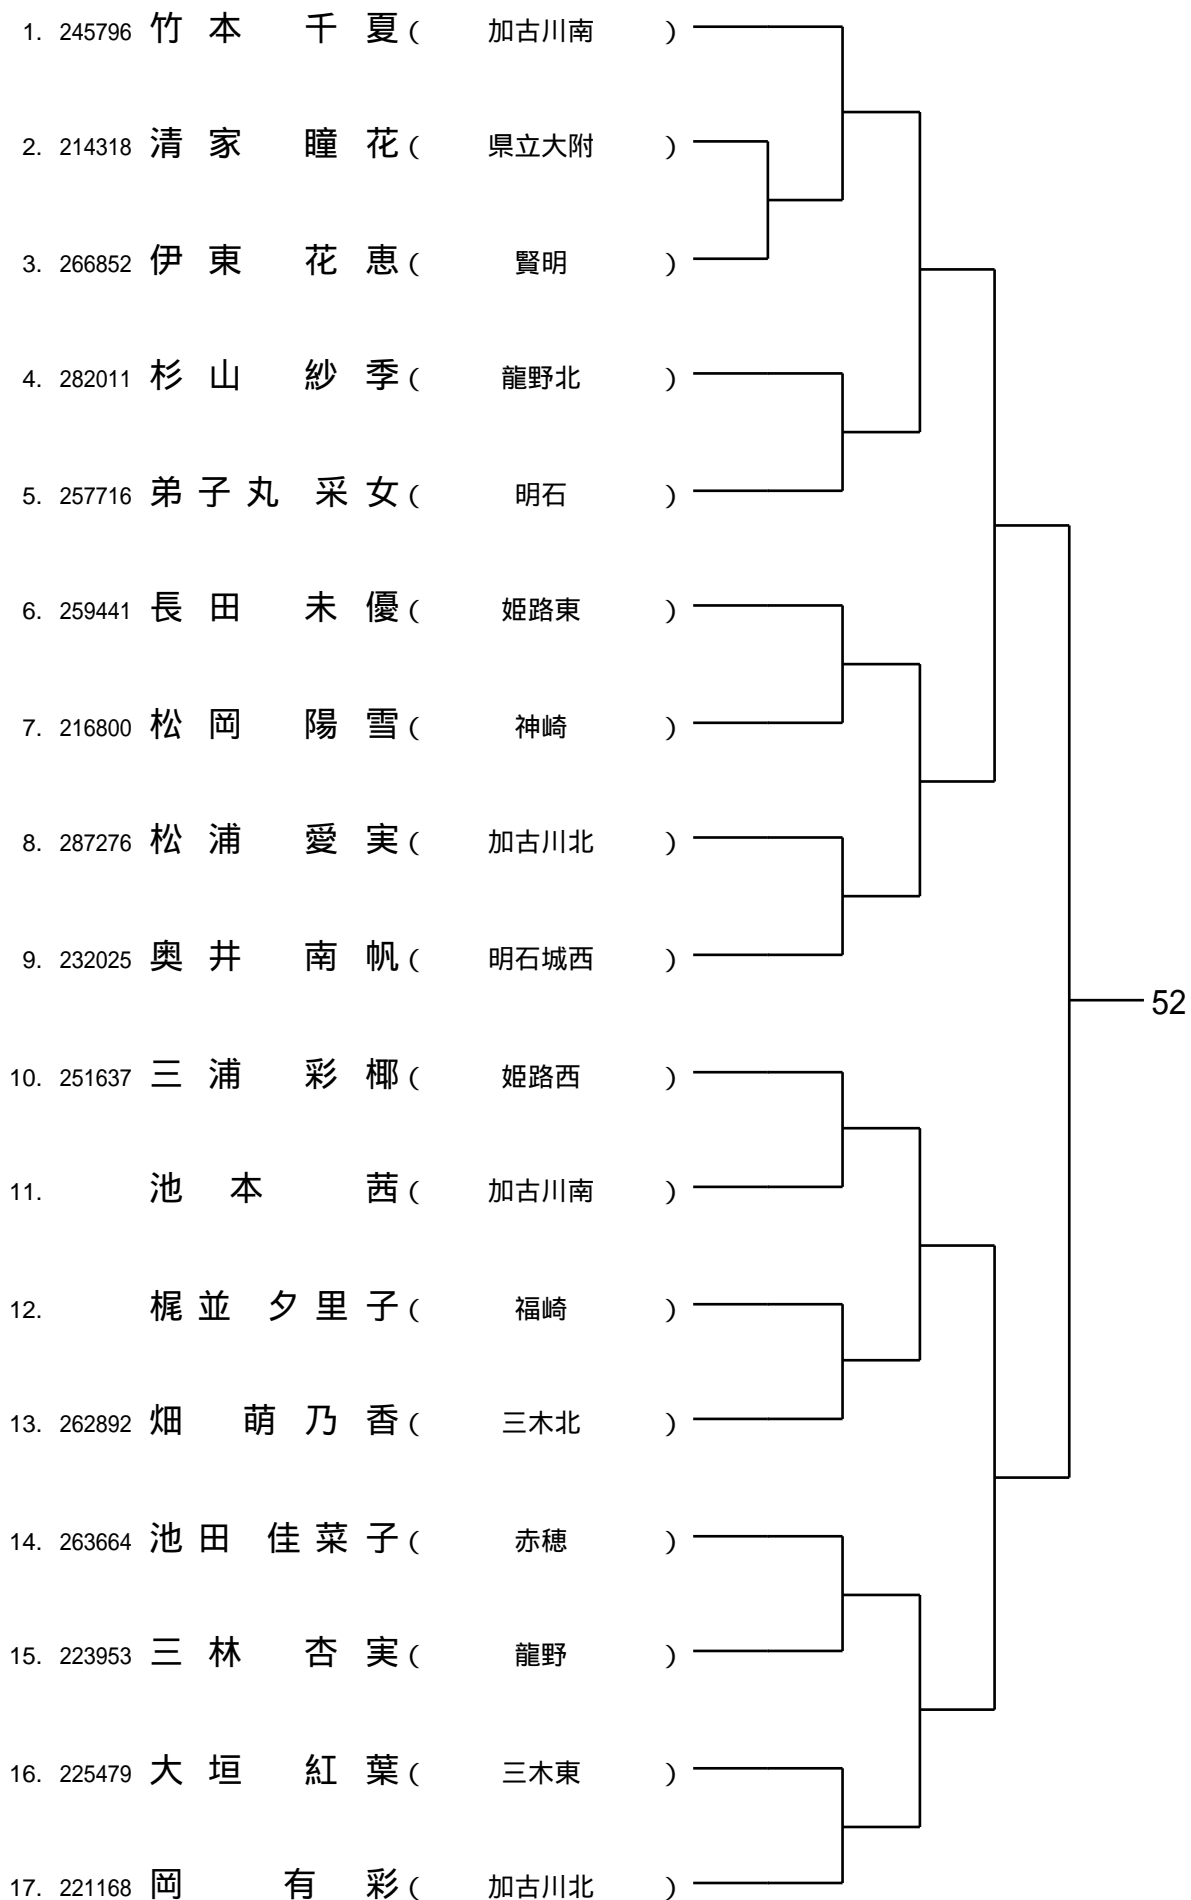 1. 245796 竹本 千夏 ( 加古川南 )
2. 214318 清家 瞳花 ( 県立大附 )
3. 266852 伊東 花恵 ( 賢明 )
4. 282011 杉山 紗季 ( 龍野北 )
5. 257716 弟子丸 采女 ( 明石 )
6. 259441 長田 未優 ( 姫路東 )
7. 216800 松岡 陽雪 ( 神崎 )
8. 287276 松浦 愛実 ( 加古川北 )
9. 232025 奥井 南帆 ( 明石城西 )
52
10. 251637 三浦 彩椰 ( 姫路西 )
11. 池本 茜 ( 加古川南 )
12. 梶並 夕里子 ( 福崎 )
13. 262892 畑 萌乃香 ( 三木北 )
14. 263664 池田 佳菜子 ( 赤穂 )
15. 223953 三林 杏実 ( 龍野 )
16. 225479 大垣 紅葉 ( 三木東 )
17. 221168 岡 有彩 ( 加古川北 )